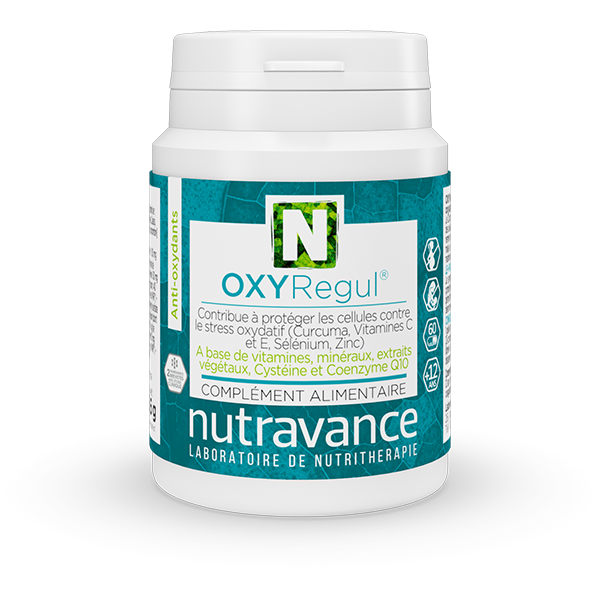 N
OXYRegul®
Contribue à protéger les cellules contre
le stress oxydatif (Curcuma, Vitamines C
et E, Sélénium, Zinc)
A base de vitamines, minéraux, extraits
végétaux, Cystéine et Coenzyme Q10
COMPLÉMENT ALIMENTAIRE
nutravance
LABORATOIRE DE NUTRITHERAPIE
Anti-oxydants
60
+12
ANS